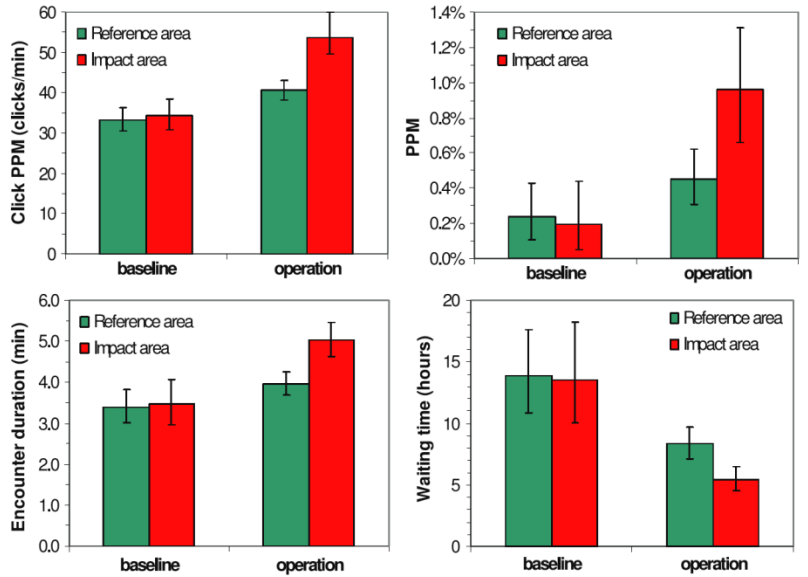 60
50
40
30
20
10
0
Click PPM (clicks/min)
Reference area
Impact area
baseline
operation
1.4%
1.2%
1.0%
0.8%
0.6%
0.4%
0.2%
0.0%
PPM
Reference area
Impact area
baseline
operation
6.0
5.0
4.0
3.0
2.0
1.0
0.0
Encounter duration (min)
Reference area
Impact area
baseline
operation
20
15
10
5
0
Waiting time (hours)
Reference area
Impact area
baseline
operation